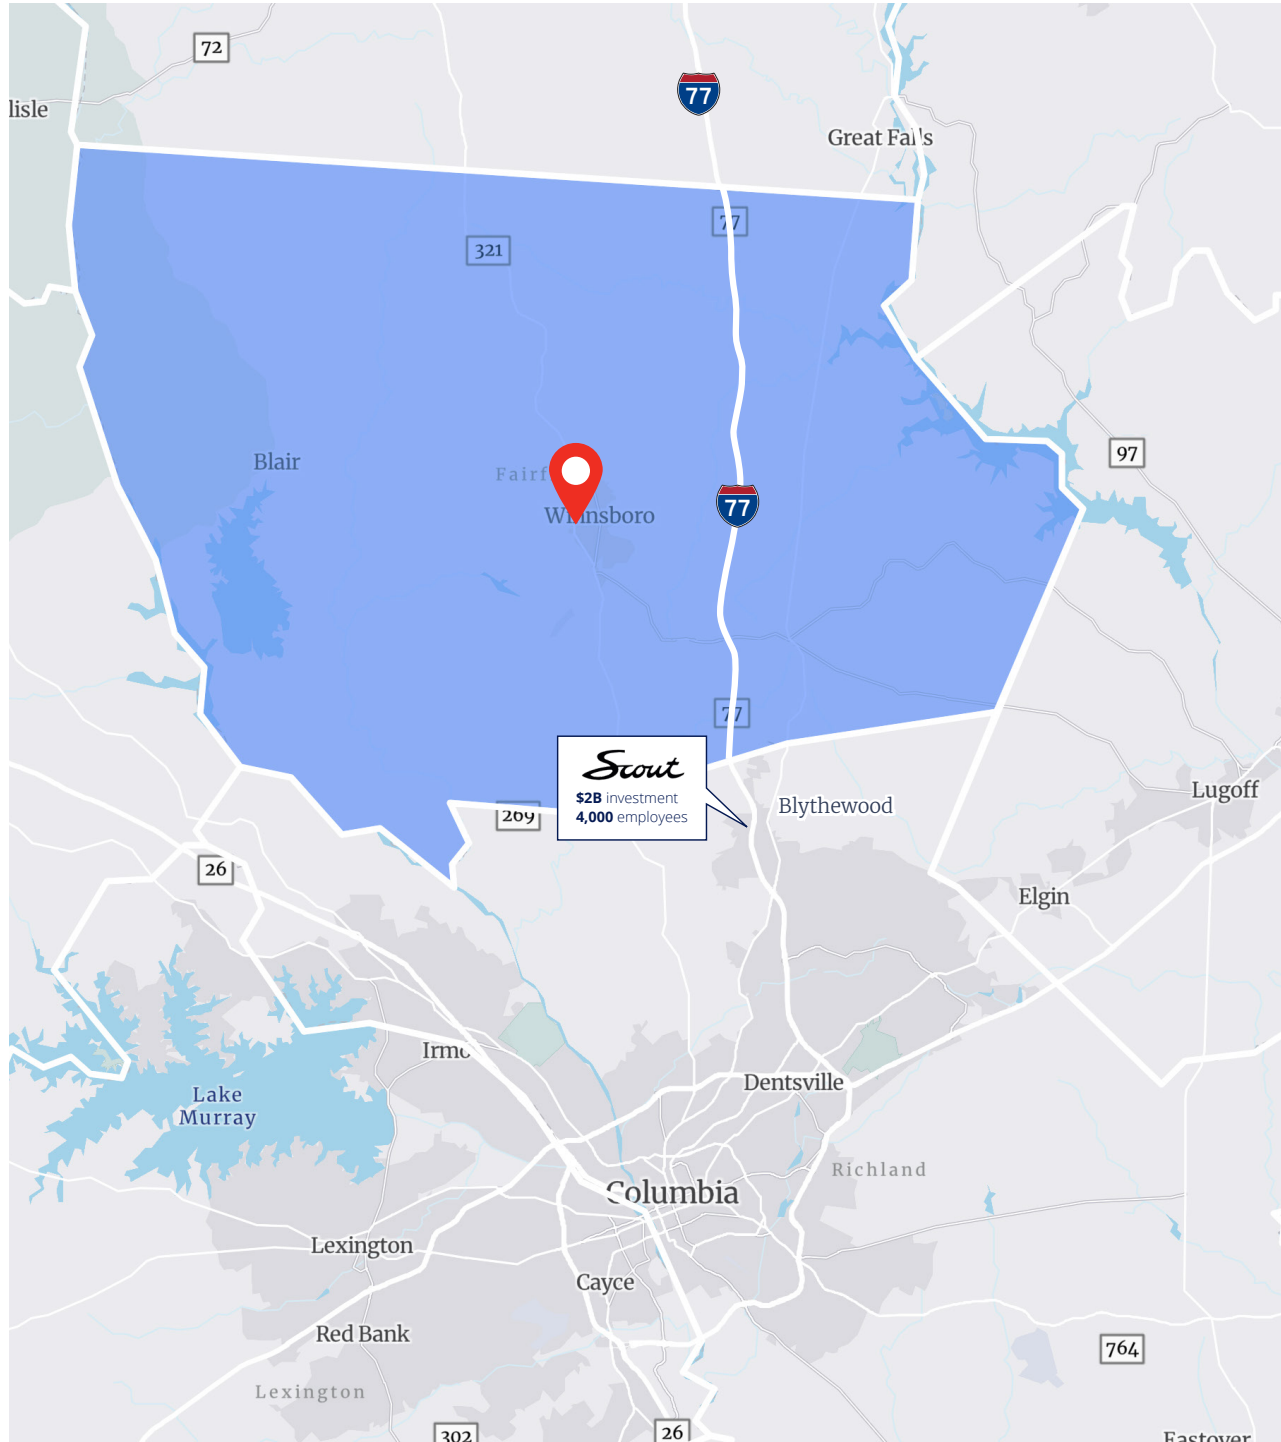 72
lisle
77
Great Falls
77
321
97
Blair
Fairf
Winnsboro
77
77
Scout
$2B investment
4,000 employees
Blythewood
Lugoff
269
26
Elgin
Irmo
Lake
Murray
Dentsville
Richland
Columbia
Lexington
Cayce
Red Bank
764
Lexington
302
26
Eastover